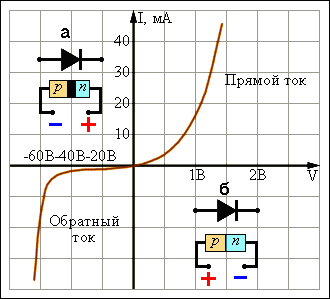 а
I, мА
40
30
20
10
p n
– +
Прямой ток
-60В-40В-20В
1В 2В V
б
Обратный
ток
p n
+ –